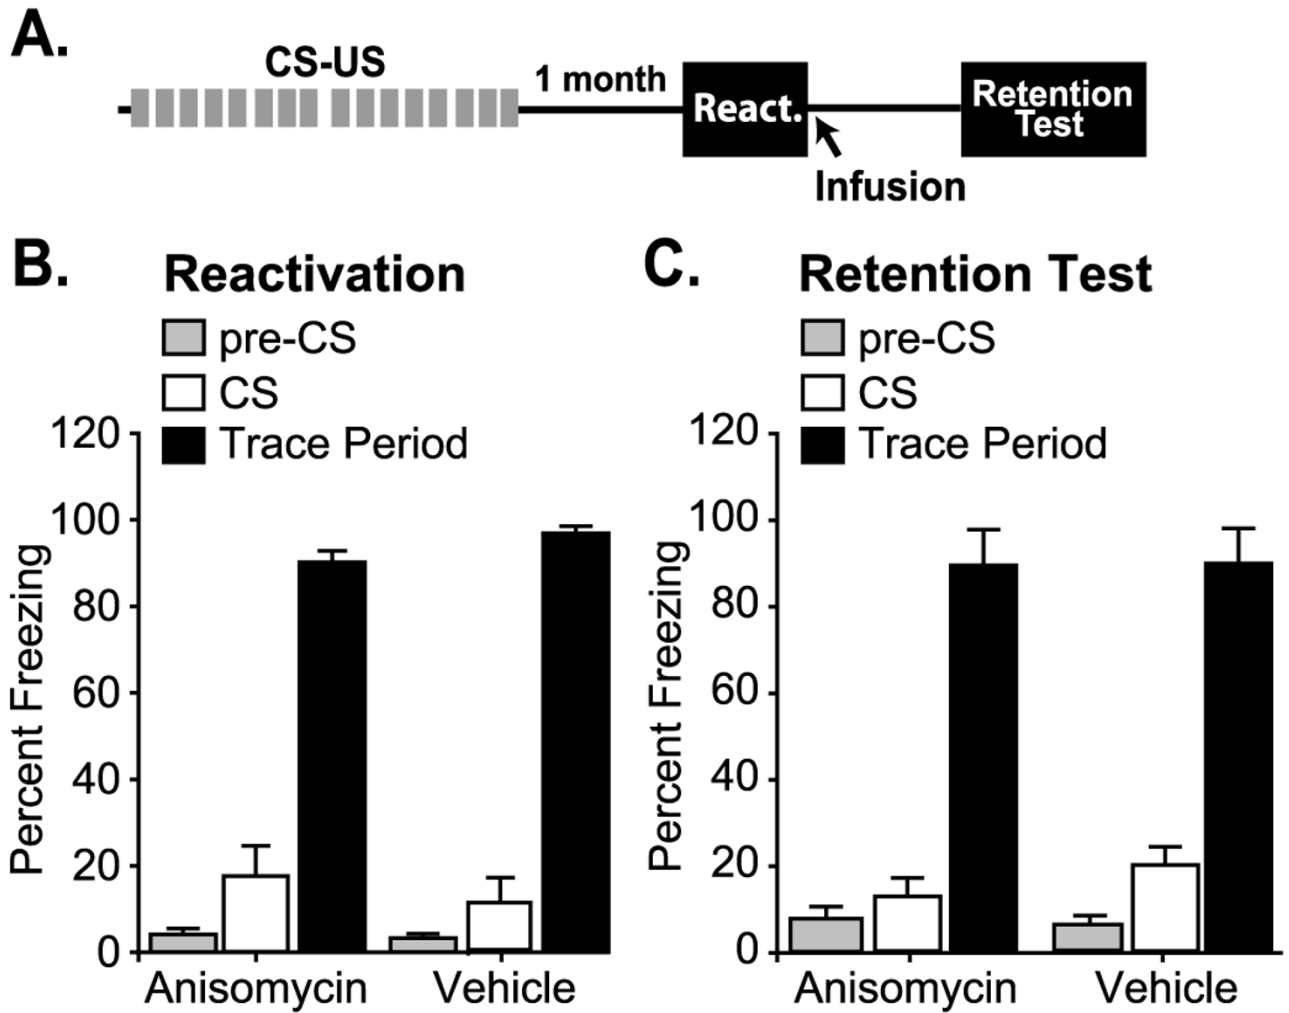 A.
CS-US
1 month
React.
Retention
Test
Infusion
B.
Reactivation
pre-CS
CS
Trace Period
120
100
80
60
40
20
0
Percent Freezing
Anisomycin
Vehicle
C.
Retention Test
pre-CS
CS
Trace Period
120
100
80
60
40
20
0
Percent Freezing
Anisomycin
Vehicle